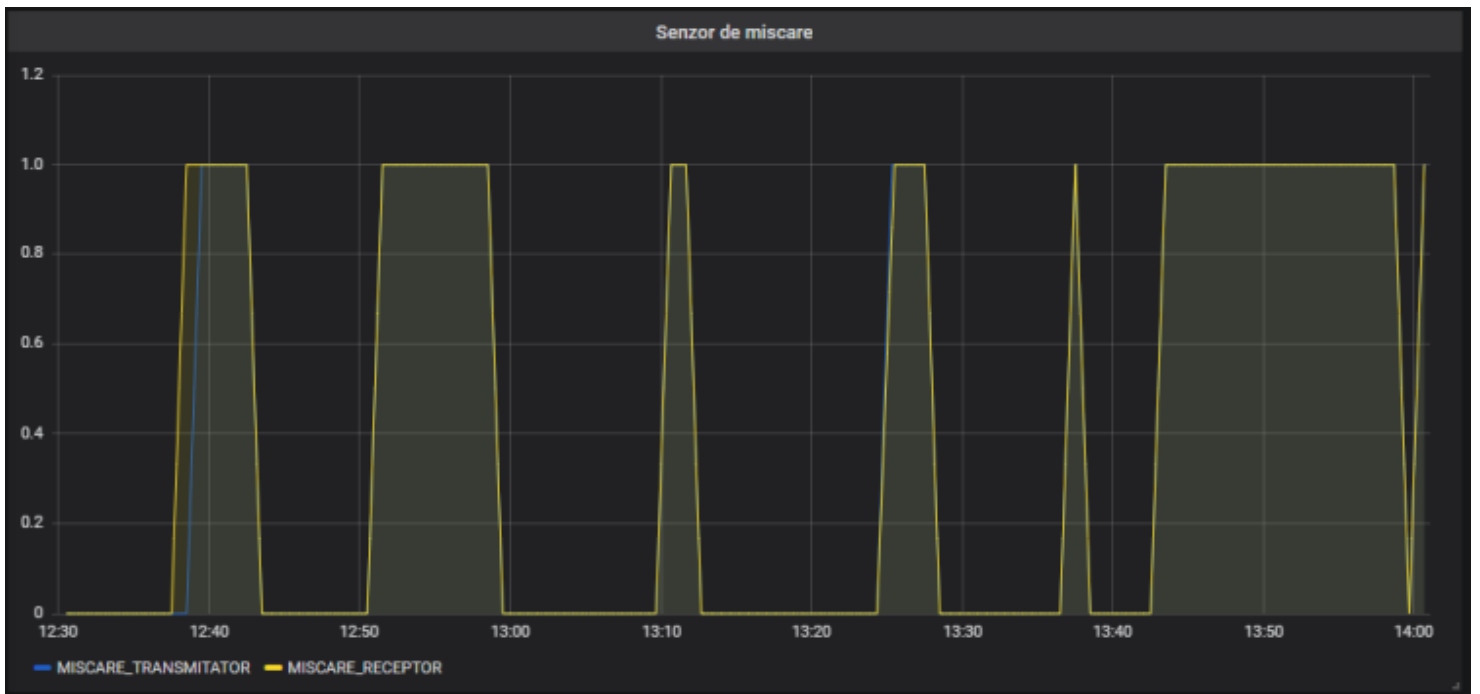 Senzor de miscare
1.2
1.0
0.8
0.6
0.4
0.2
0
12:30 12:40 12:50 13:00 13:10 13:20 13:30 13:40 13:50 14:00
MISCARE_TRANSMITATOR MISCARE_RECEPTOR